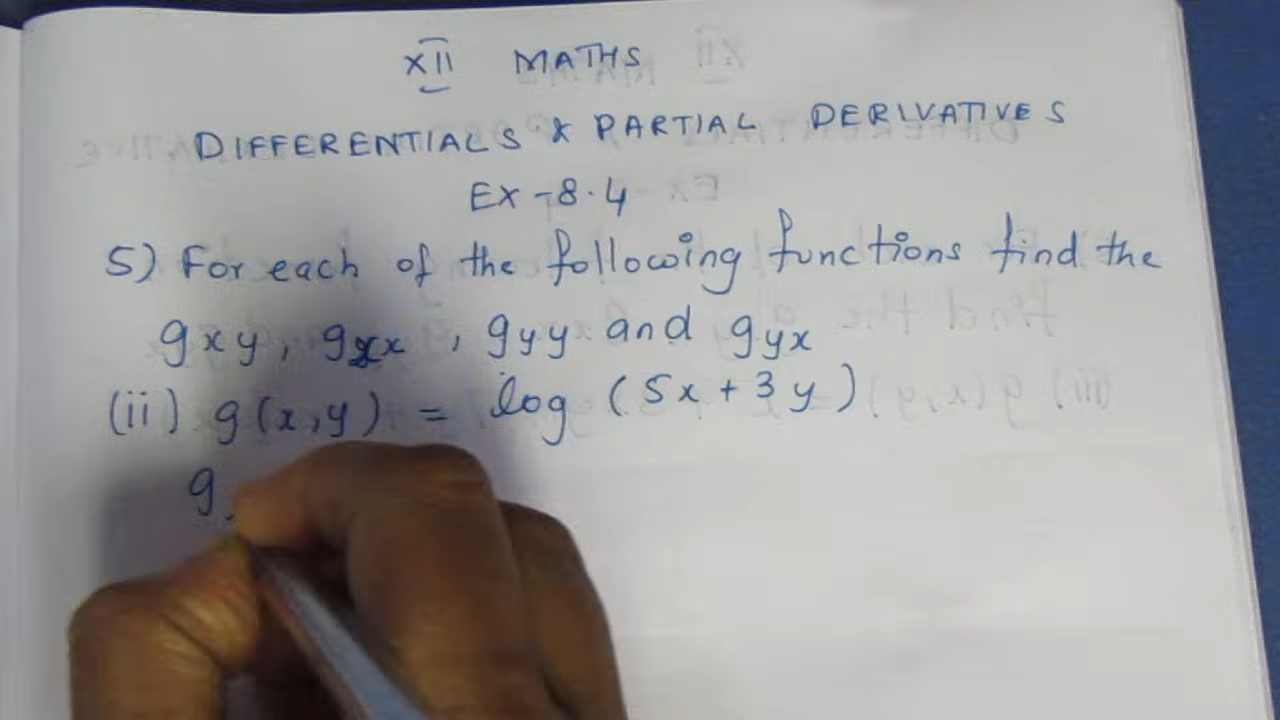 XII MATHS
DIFFERENTIALS & PARTIAL DERIVATIVES
EX-8.4
5) For each of the following functions find the
gxy, gxx, gyy and gyx
(ii) g(x,y) = log (5x+3y)
g